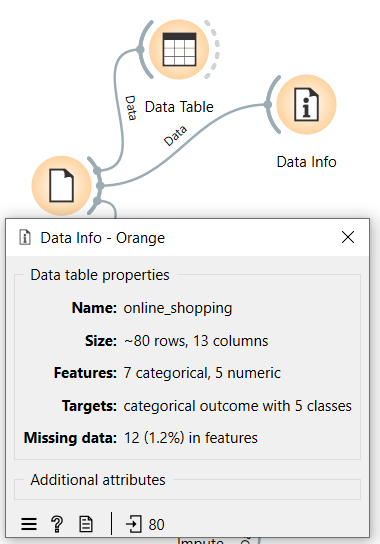 Data
Data Table
Data
Data Info
Data Info - Orange
Data table properties
Name: online_shopping
Size: ~80 rows, 13 columns
Features: 7 categorical, 5 numeric
Targets: categorical outcome with 5 classes
Missing data: 12 (1.2%) in features
Additional attributes
80
Impute